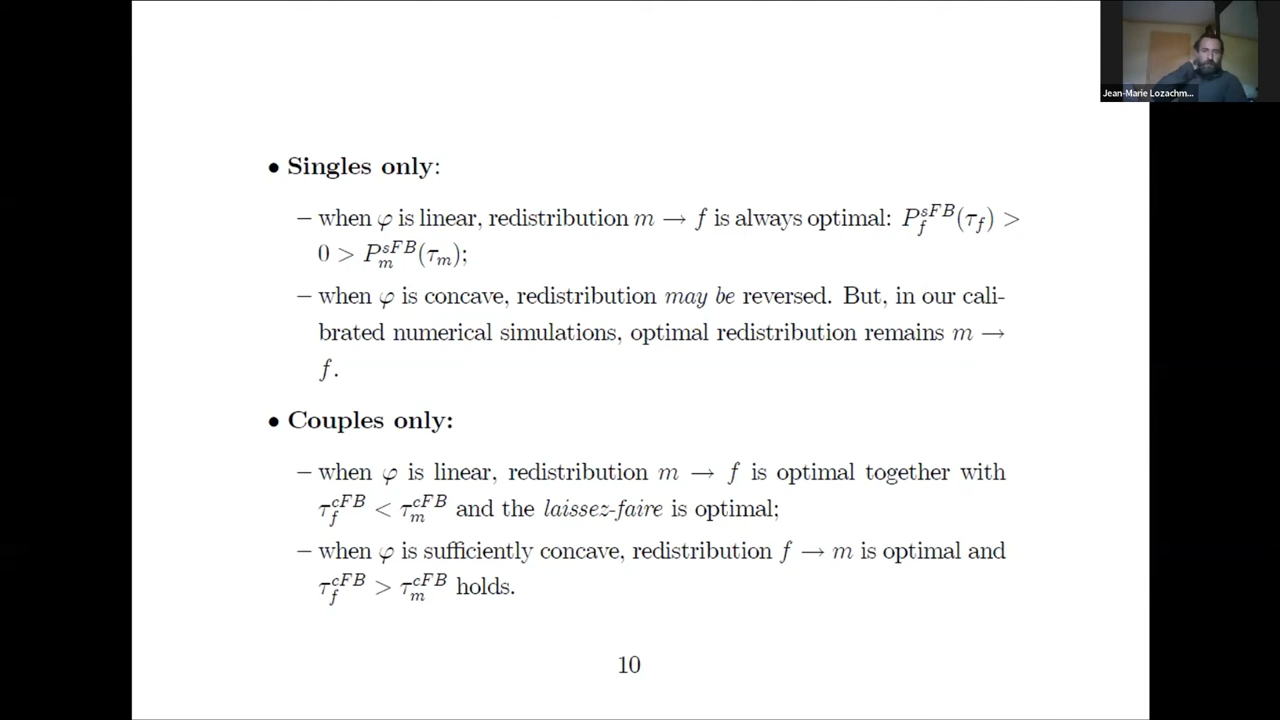 Jean-Marie Lozachm...
• Singles only:
– when φ is linear, redistribution m → f is always optimal: P_f^{sFB}(τ_f) >
0 > P_m^{sFB}(τ_m);
– when φ is concave, redistribution may be reversed. But, in our cali-
brated numerical simulations, optimal redistribution remains m →
f.
• Couples only:
– when φ is linear, redistribution m → f is optimal together with
τ_f^{cFB} < τ_m^{cFB} and the laissez-faire is optimal;
– when φ is sufficiently concave, redistribution f → m is optimal and
τ_f^{cFB} > τ_m^{cFB} holds.
10